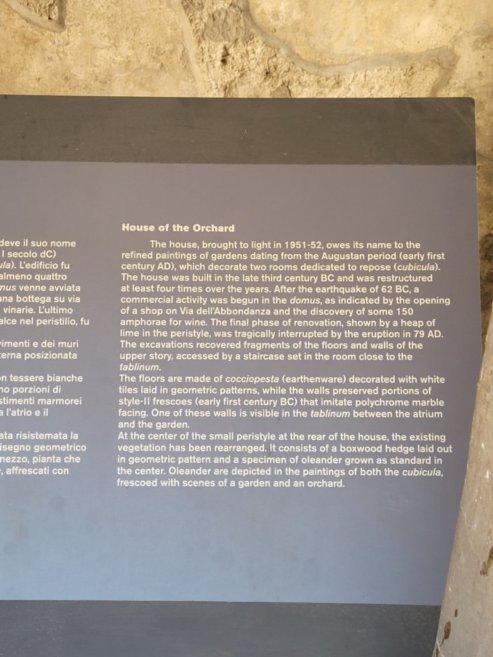 deve il suo nome
I secolo dC)
ula). L'edificio fu
almeno quattro
mus venne avviata
una bottega su via
vinarie. L'ultimo
alce nel peristilio, fu
vimenti e dei muri
terna posizionata
on tessere bianche
no porzioni di
stimenti marmorei
a l'atrio e il
ata risistemata la
disegno geometrico
mezzo, pianta che
affrescati con
House of the Orchard
The house, brought to light in 1951-52, owes its name to the
refined paintings of gardens dating from the Augustan period (early first
century AD), which decorate two rooms dedicated to repose (cubicula).
The house was built in the late third century BC and was restructured
at least four times over the years. After the earthquake of 62 BC, a
commercial activity was begun in the domus, as indicated by the opening
of a shop on Via dell'Abbondanza and the discovery of some 150
amphorae for wine. The final phase of renovation, shown by a heap of
lime in the peristyle, was tragically interrupted by the eruption in 79 AD.
The excavations recovered fragments of the floors and walls of the
upper story, accessed by a staircase set in the room close to the
tablinum.
The floors are made of cocciopesta (earthenware) decorated with white
tiles laid in geometric patterns, while the walls preserved portions of
style-II frescoes (early first century BC) that imitate polychrome marble
facing. One of these walls is visible in the tablinum between the atrium
and the garden.
At the center of the small peristyle at the rear of the house, the existing
vegetation has been rearranged. It consists of a boxwood hedge laid out
in geometric pattern and a specimen of oleander grown as standard in
the center. Oleander are depicted in the paintings of both the cubicula,
frescoed with scenes of a garden and an orchard.